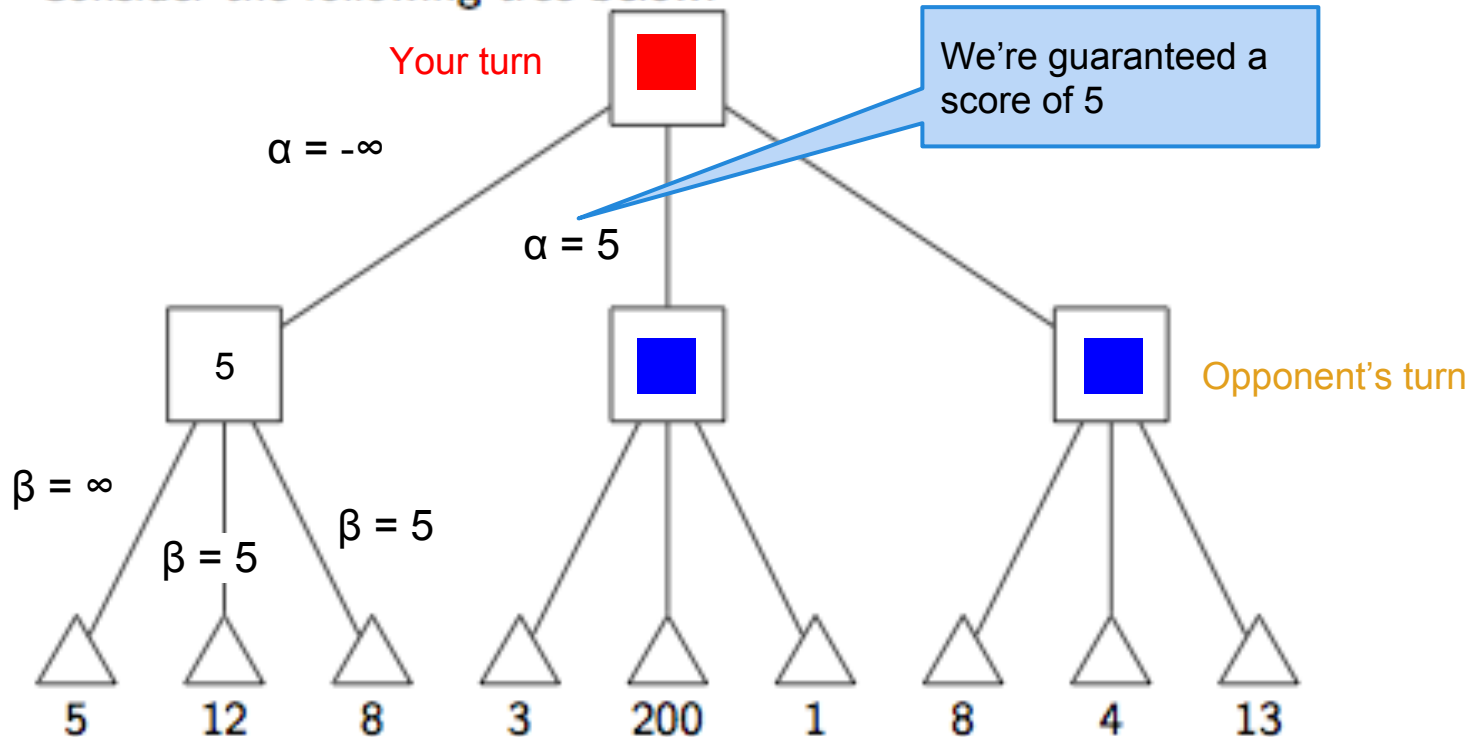 Your turn
We're guaranteed a
score of 5
α = -∞
α = 5
5
Opponent's turn
β = ∞
β = 5
β = 5
5 12 8 3 200 1 8 4 13